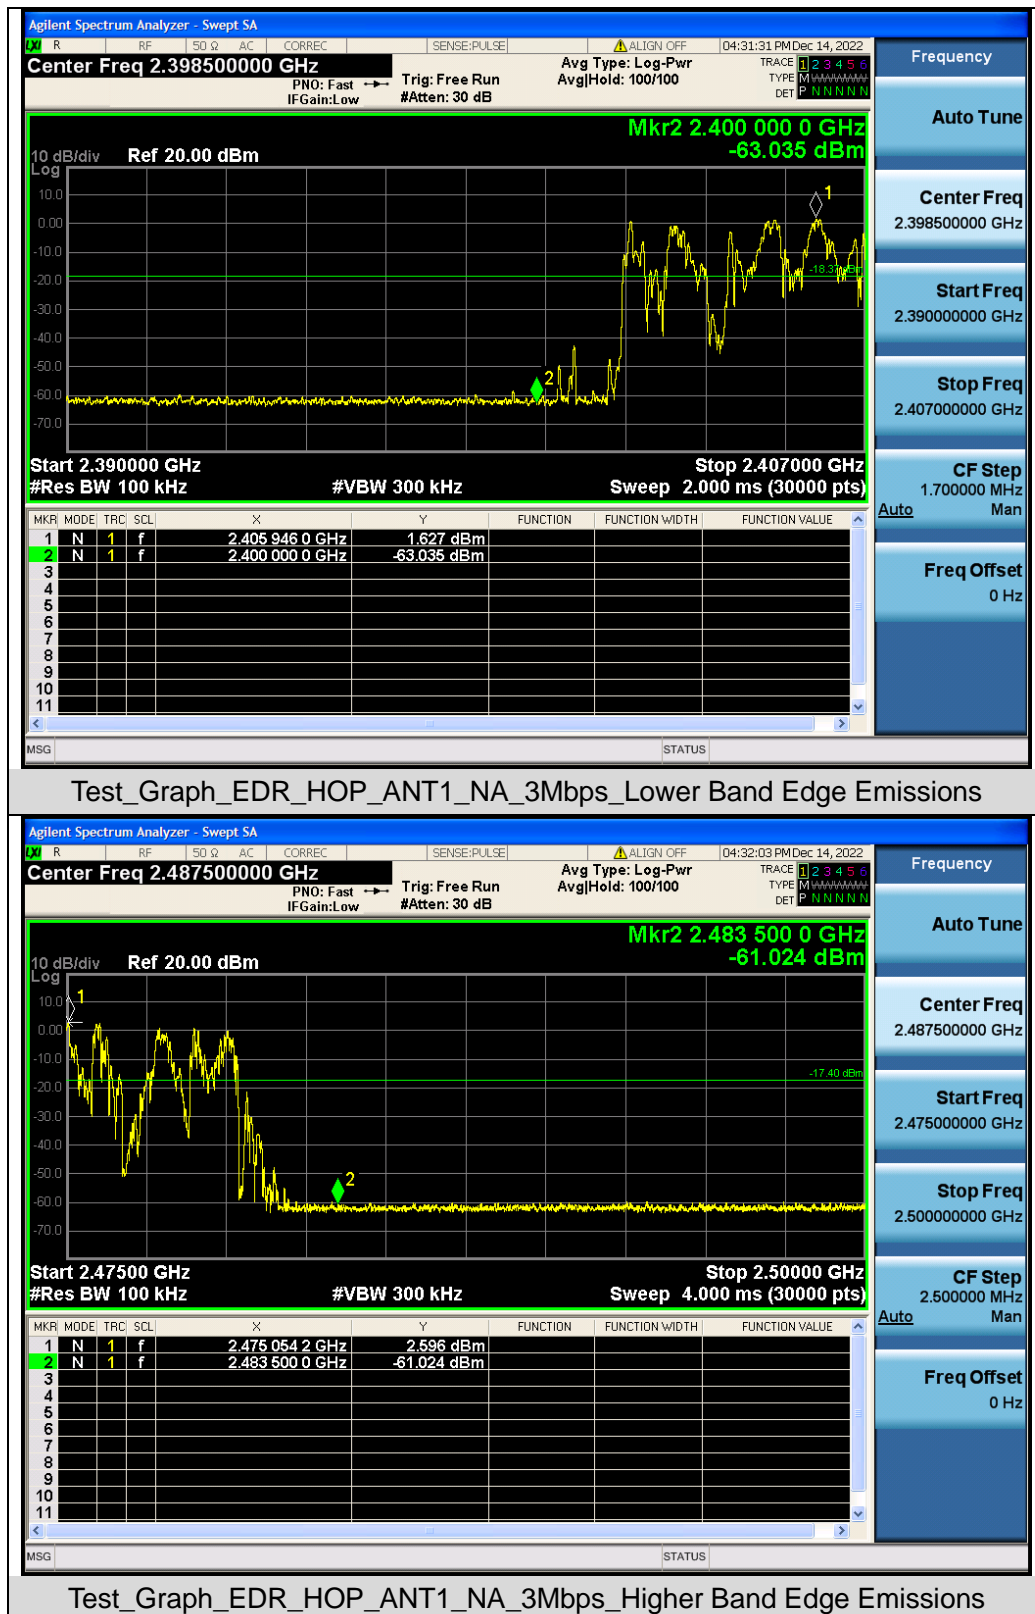 Agilent Spectrum Analyzer - Swept SA
LXI R RF 50 Ω AC CORREC SENSE:PULSE ALIGN OFF 04:31:31 PM Dec 14, 2022
Center Freq 2.398500000 GHz
PNO: Fast
IFGain:Low
Trig: Free Run
#Atten: 30 dB
Avg Type: Log-Pwr
Avg|Hold: 100/100
TRACE 1 2 3 4 5 6
TYPE M
DET P N N N N N
Mkr2 2.400 000 0 GHz
-63.035 dBm
10 dB/div Ref 20.00 dBm
Log
1
10.0
0.00
-10.0
-18.37 dBm
-20.0
-30.0
-40.0
-50.0
2
-60.0
-70.0
Start 2.390000 GHz Stop 2.407000 GHz
#Res BW 100 kHz #VBW 300 kHz Sweep 2.000 ms (30000 pts)
MKR MODE TRC SCL X Y FUNCTION FUNCTION WIDTH FUNCTION VALUE
1 N 1 f 2.405 946 0 GHz 1.627 dBm
2 N 1 f 2.400 000 0 GHz -63.035 dBm
3
4
5
6
7
8
9
10
11
MSG STATUS
Frequency
Auto Tune
Center Freq
2.398500000 GHz
Start Freq
2.390000000 GHz
Stop Freq
2.407000000 GHz
CF Step
1.700000 MHz
Auto Man
Freq Offset
0 Hz
Test_Graph_EDR_HOP_ANT1_NA_3Mbps_Lower Band Edge Emissions
Agilent Spectrum Analyzer - Swept SA
LXI R RF 50 Ω AC CORREC SENSE:PULSE ALIGN OFF 04:32:03 PM Dec 14, 2022
Center Freq 2.487500000 GHz
PNO: Fast
IFGain:Low
Trig: Free Run
#Atten: 30 dB
Avg Type: Log-Pwr
Avg|Hold: 100/100
TRACE 1 2 3 4 5 6
TYPE M
DET P N N N N N
Mkr2 2.483 500 0 GHz
-61.024 dBm
10 dB/div Ref 20.00 dBm
Log
1
10.0
0.00
-10.0
-17.40 dBm
-20.0
-30.0
-40.0
-50.0
2
-60.0
-70.0
Start 2.47500 GHz Stop 2.50000 GHz
#Res BW 100 kHz #VBW 300 kHz Sweep 4.000 ms (30000 pts)
MKR MODE TRC SCL X Y FUNCTION FUNCTION WIDTH FUNCTION VALUE
1 N 1 f 2.475 054 2 GHz 2.596 dBm
2 N 1 f 2.483 500 0 GHz -61.024 dBm
3
4
5
6
7
8
9
10
11
MSG STATUS
Frequency
Auto Tune
Center Freq
2.487500000 GHz
Start Freq
2.475000000 GHz
Stop Freq
2.500000000 GHz
CF Step
2.500000 MHz
Auto Man
Freq Offset
0 Hz
Test_Graph_EDR_HOP_ANT1_NA_3Mbps_Higher Band Edge Emissions